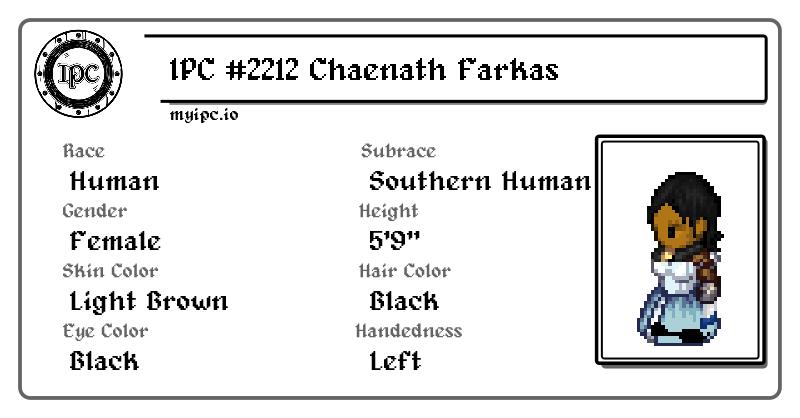 IPC
IPC #2212 Chaenath Farkas
myipc.io
Race
Human
Subrace
Southern Human
Gender
Female
Height
5'9"
Skin Color
Light Brown
Hair Color
Black
Eye Color
Black
Handedness
Left